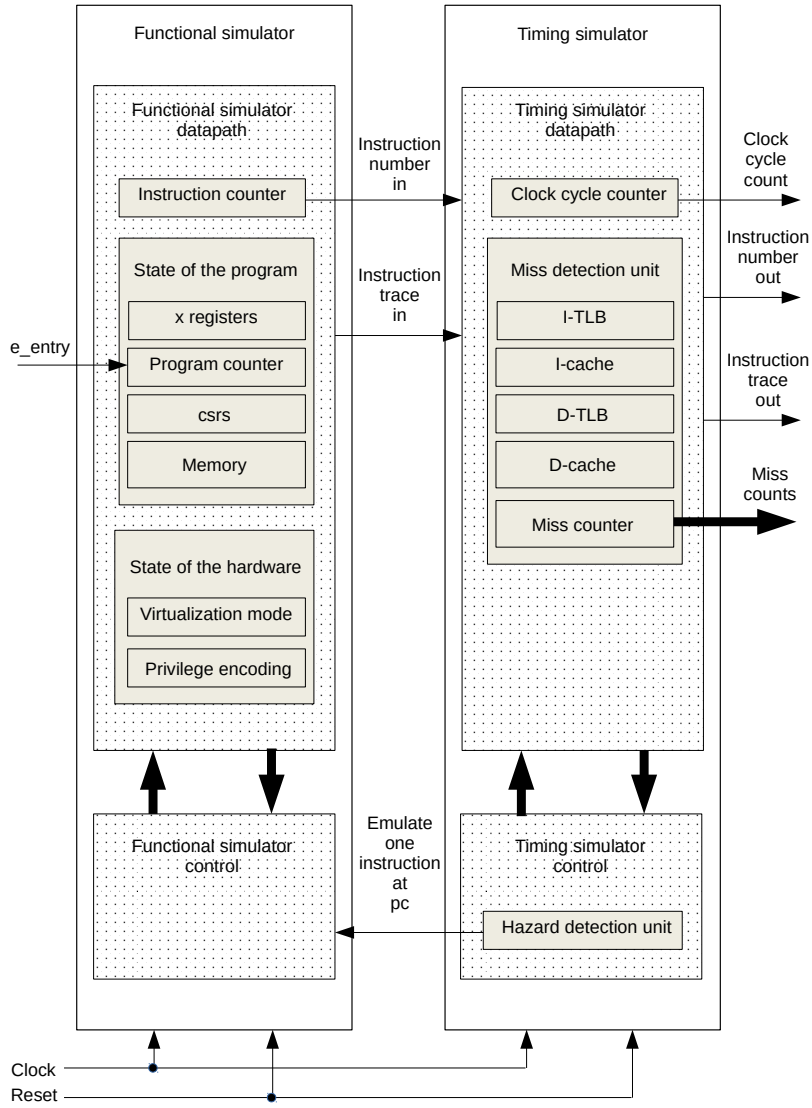 Functional simulator
Timing simulator
Functional simulator
datapath
Timing simulator
datapath
Instruction
number
in
Clock
cycle
count
Instruction counter
Clock cycle counter
Instruction
number
out
State of the program
Instruction
trace
in
Miss detection unit
x registers
I-TLB
e_entry
Program counter
I-cache
Instruction
trace
out
csrs
D-TLB
Memory
D-cache
Miss
counts
Miss counter
State of the hardware
Virtualization mode
Privilege encoding
Functional simulator
control
Emulate
one
instruction
at
pc
Timing simulator
control
Hazard detection unit
Clock
Reset